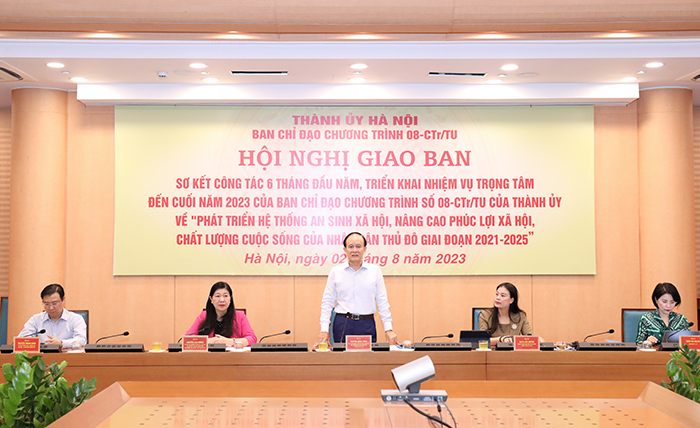 THÀNH ỦY HÀ NỘI
BAN CHỈ ĐẠO CHƯƠNG TRÌNH 08-CTr/TU
HỘI NGHỊ GIAO BAN
SƠ KẾT CÔNG TÁC 6 THÁNG ĐẦU NĂM, TRIỂN KHAI NHIỆM VỤ TRỌNG TÂM
ĐẾN CUỐI NĂM 2023 CỦA BAN CHỈ ĐẠO CHƯƠNG TRÌNH SỐ 08-CTr/TU CỦA THÀNH ỦY
VỀ "PHÁT TRIỂN HỆ THỐNG AN SINH XÃ HỘI, NÂNG CAO PHÚC LỢI XÃ HỘI,
CHẤT LƯỢNG CUỘC SỐNG CỦA NHÂN DÂN THỦ ĐÔ GIAI ĐOẠN 2021-2025"
Hà Nội, ngày 02 tháng 8 năm 2023